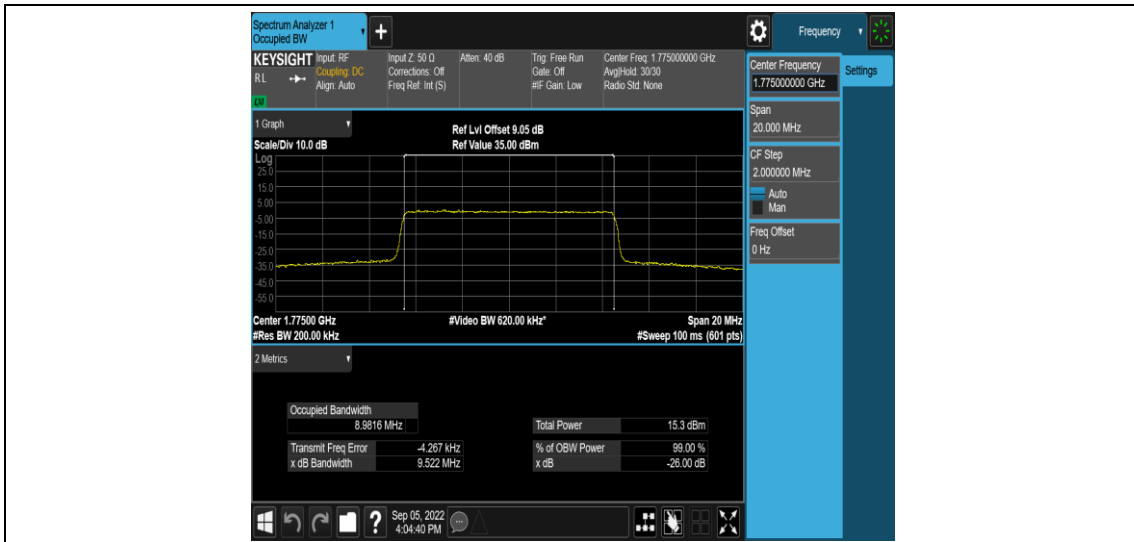 Spectrum Analyzer 1
Occupied BW
+
Frequency
KEYSIGHT
RL
LXI
Input: RF
Coupling: DC
Align: Auto
Input Z: 50 Ω
Corrections: Off
Freq Ref: Int (S)
Atten: 40 dB
Trig: Free Run
Gate: Off
#IF Gain: Low
Center Freq: 1.775000000 GHz
Avg|Hold: 30/30
Radio Std: None
Center Frequency
1.775000000 GHz
Settings
Span
20.000 MHz
CF Step
2.000000 MHz
Auto
Man
Freq Offset
0 Hz
1 Graph
Scale/Div 10.0 dB
Ref Lvl Offset 9.05 dB
Ref Value 35.00 dBm
Log
25.0
15.0
5.00
-5.00
-15.0
-25.0
-35.0
-45.0
-55.0
Center 1.77500 GHz
#Res BW 200.00 kHz
#Video BW 620.00 kHz*
Span 20 MHz
#Sweep 100 ms (601 pts)
2 Metrics
Occupied Bandwidth
8.9816 MHz
Total Power 15.3 dBm
Transmit Freq Error -4.267 kHz
% of OBW Power 99.00 %
x dB Bandwidth 9.522 MHz
x dB -26.00 dB
?
Sep 05, 2022
4:04:40 PM